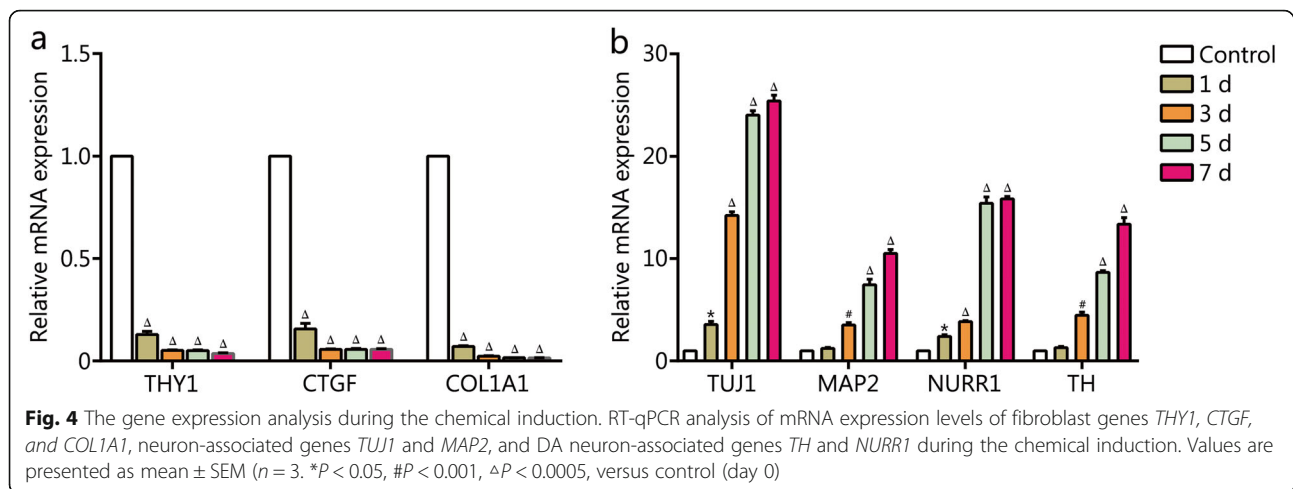 a
b
1.5
1.0
0.5
0
Relative mRNA expression
Δ
Δ Δ Δ
Δ
Δ Δ Δ
Δ
Δ Δ Δ
THY1 CTGF COL1A1
30
20
10
0
Relative mRNA expression
*
Δ
Δ
Δ
#
Δ
Δ
*
Δ
Δ Δ
#
Δ
Δ
TUJ1 MAP2 NURR1 TH
Control
1 d
3 d
5 d
7 d
Fig. 4 The gene expression analysis during the chemical induction. RT-qPCR analysis of mRNA expression levels of fibroblast genes THY1, CTGF,
and COL1A1, neuron-associated genes TUJ1 and MAP2, and DA neuron-associated genes TH and NURR1 during the chemical induction. Values are
presented as mean ± SEM (n = 3. *P < 0.05, #P < 0.001, △P < 0.0005, versus control (day 0)